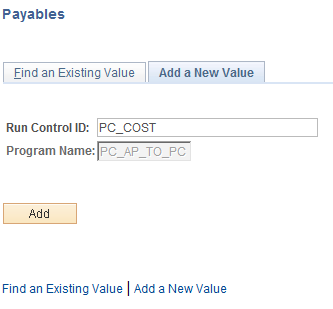 Payables
Find an Existing Value Add a New Value
Run Control ID: PC_COST
Program Name: PC_AP_TO_PC
Add
Find an Existing Value | Add a New Value